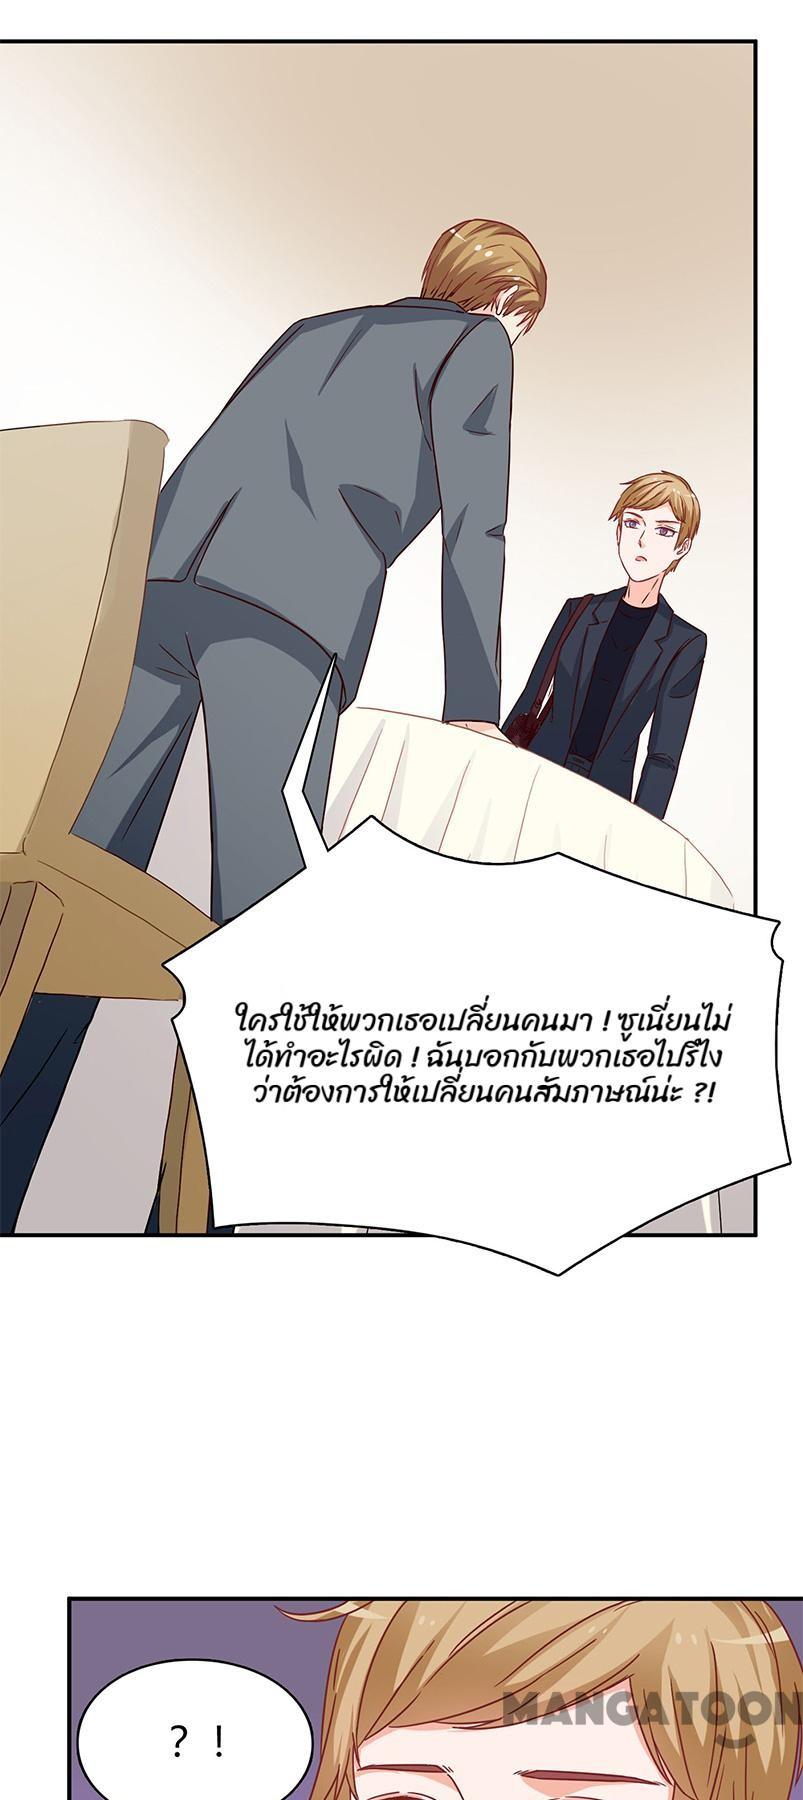 ใครใช้ให้พวกเธอเปลี่ยนคนมา ! ซูเนี่ยนไม่
ได้ทำอะไรผิด ! ฉันบอกกับพวกเธอไปรึไง
ว่าต้องการให้เปลี่ยนคนสัมภาษณ์น่ะ ?!
MANGATOON
? !